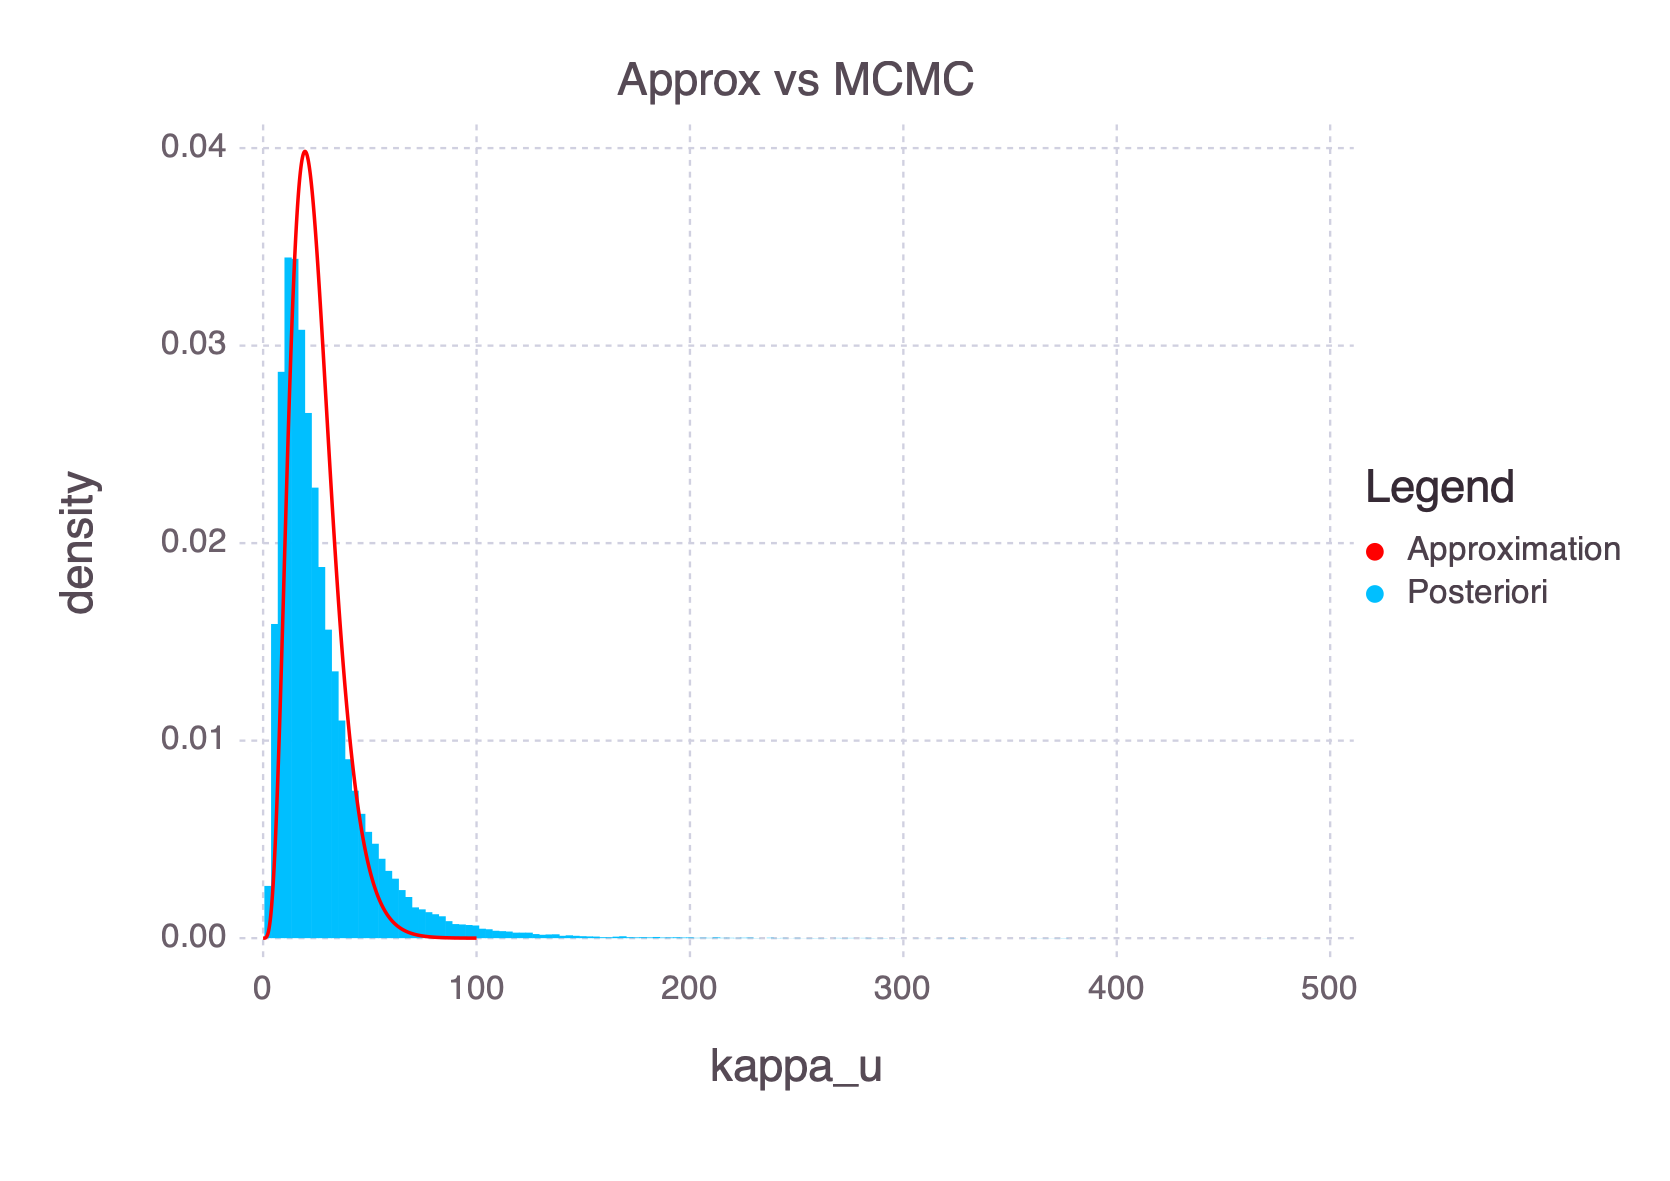 Approx vs MCMC
0.04
0.03
0.02
0.01
0.00
density
0 100 200 300 400 500
kappa_u
Legend
Approximation
Posteriori